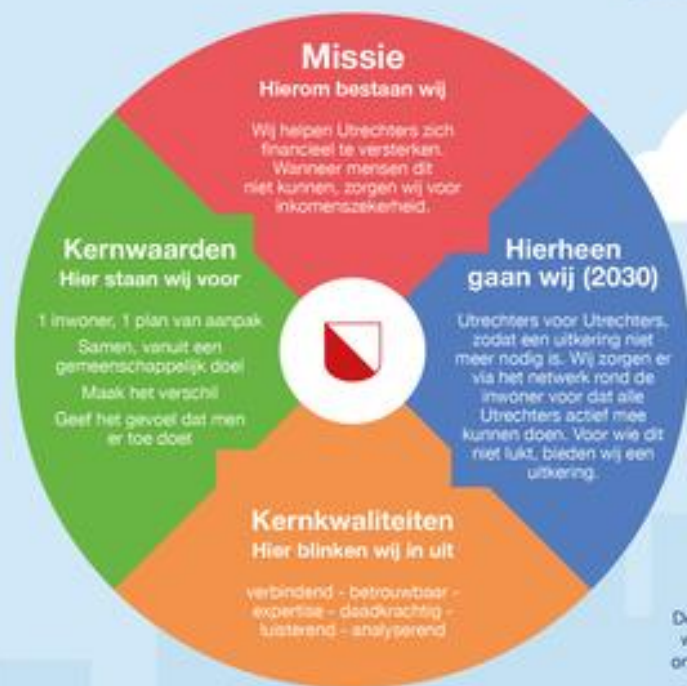 Missie
Hierom bestaan wij
Wij helpen Utrechters zich
financieel te versterken.
Wanneer mensen dit
niet kunnen, zorgen wij voor
inkomenszekerheid.
Kernwaarden
Hier staan wij voor
1 inwoner, 1 plan van aanpak
Samen, vanuit een
gemeenschappelijk doel
Maak het verschil
Geef het gevoel dat men
er toe doet
Hierheen
gaan wij (2030)
Utrechters voor Utrechters,
zodat een uitkering niet
meer nodig is. Wij zorgen er
via het netwerk rond de
inwoner voor dat alle
Utrechters actief mee
kunnen doen. Voor wie dit
niet lukt, bieden wij een
uitkering.
Kernkwaliteiten
Hier blinken wij in uit
verbindend - betrouwbaar -
expertise - daadkrachtig -
luisterend - analyserend